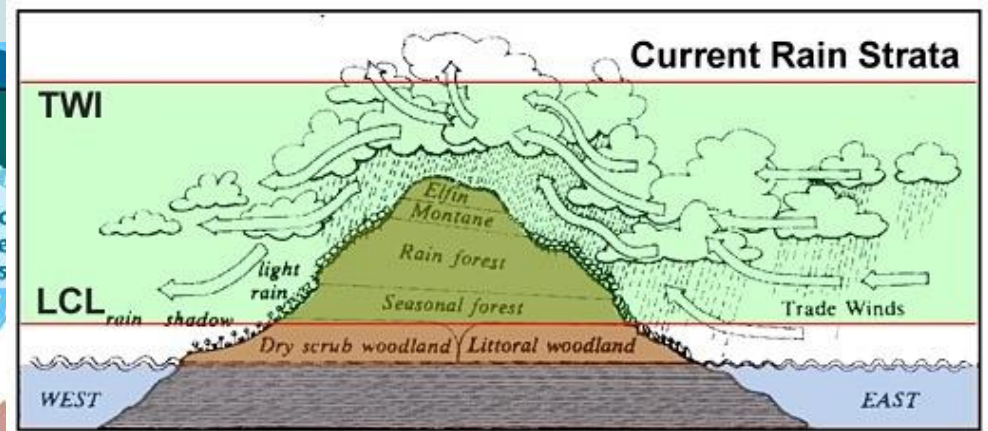 Current Rain Strata
TWI
Elfin
Montane
Rain forest
light
rain
Seasonal forest
LCL
rain shadow
Trade Winds
Dry scrub woodland
Littoral woodland
WEST
EAST